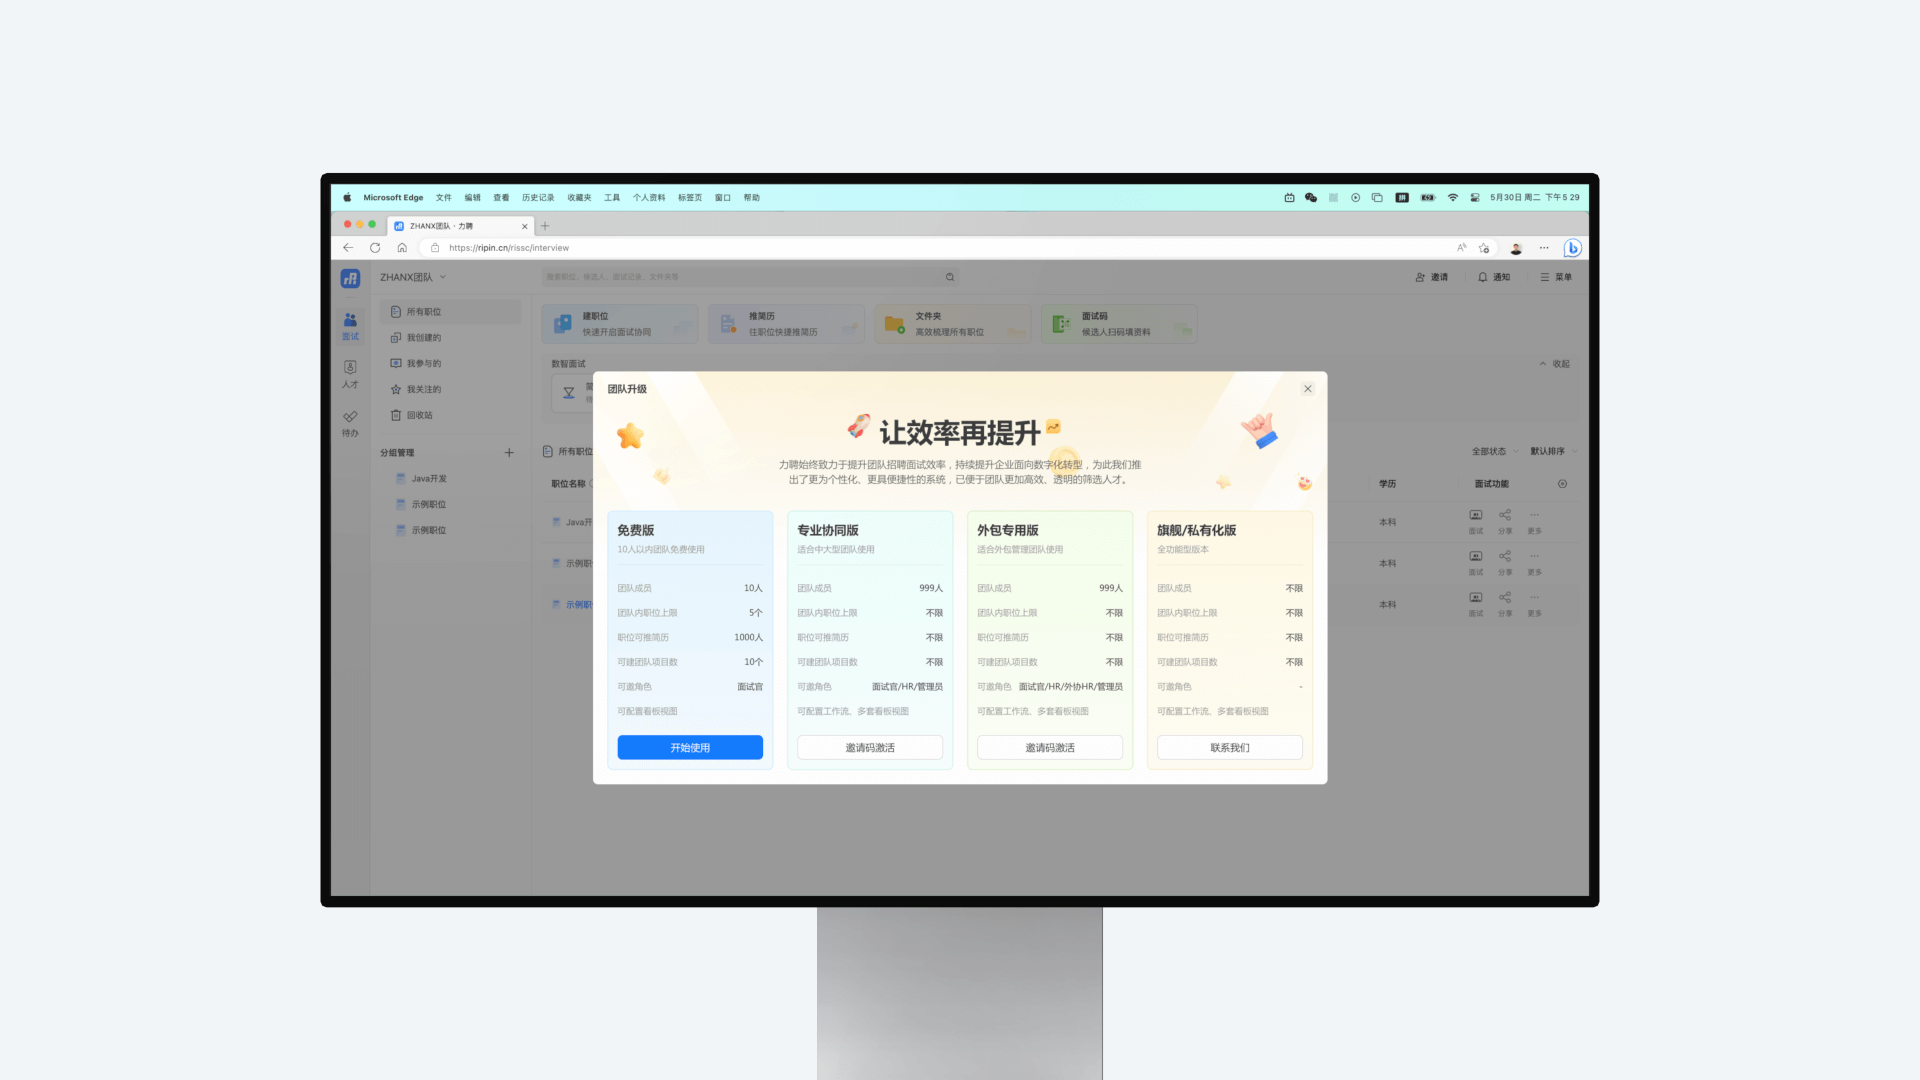 Microsoft Edge 文件 编辑 查看 历史记录 收藏夹 工具 个人资料 标签页 窗口 帮助
拼
5月30日 周二 下午5 29
ZHANX团队 · 力聘
https://ripin.cn/rissc/interview
ZHANX团队
搜索职位、候选人、面试记录、文件夹等
邀请
通知
菜单
面试
人才
待办
所有职位
我创建的
我参与的
我关注的
回收站
分组管理
Java开发
示例职位
示例职位
建职位
快速开启面试协同
推简历
往职位快捷推简历
文件夹
高效梳理所有职位
面试码
候选人扫码填资料
数智面试
收起
所有职位
全部状态
默认排序
职位名称
学历
面试功能
Java开
本科
面试 分享 更多
示例职
本科
面试 分享 更多
示例职
本科
面试 分享 更多
团队升级
让效率再提升
力聘始终致力于提升团队招聘面试效率，持续提升企业面向数字化转型，为此我们推
出了更为个性化、更具便捷性的系统，已便于团队更加高效、透明的筛选人才。
免费版
10人以内团队免费使用
团队成员 10人
团队内职位上限 5个
职位可推简历 1000人
可建团队项目数 10个
可邀角色 面试官
可配置看板视图
开始使用
专业协同版
适合中大型团队使用
团队成员 999人
团队内职位上限 不限
职位可推简历 不限
可建团队项目数 不限
可邀角色 面试官/HR/管理员
可配置工作流、多套看板视图
邀请码激活
外包专用版
适合外包管理团队使用
团队成员 999人
团队内职位上限 不限
职位可推简历 不限
可建团队项目数 不限
可邀角色 面试官/HR/外协HR/管理员
可配置工作流、多套看板视图
邀请码激活
旗舰/私有化版
全功能型版本
团队成员 不限
团队内职位上限 不限
职位可推简历 不限
可建团队项目数 不限
可邀角色 -
可配置工作流、多套看板视图
联系我们